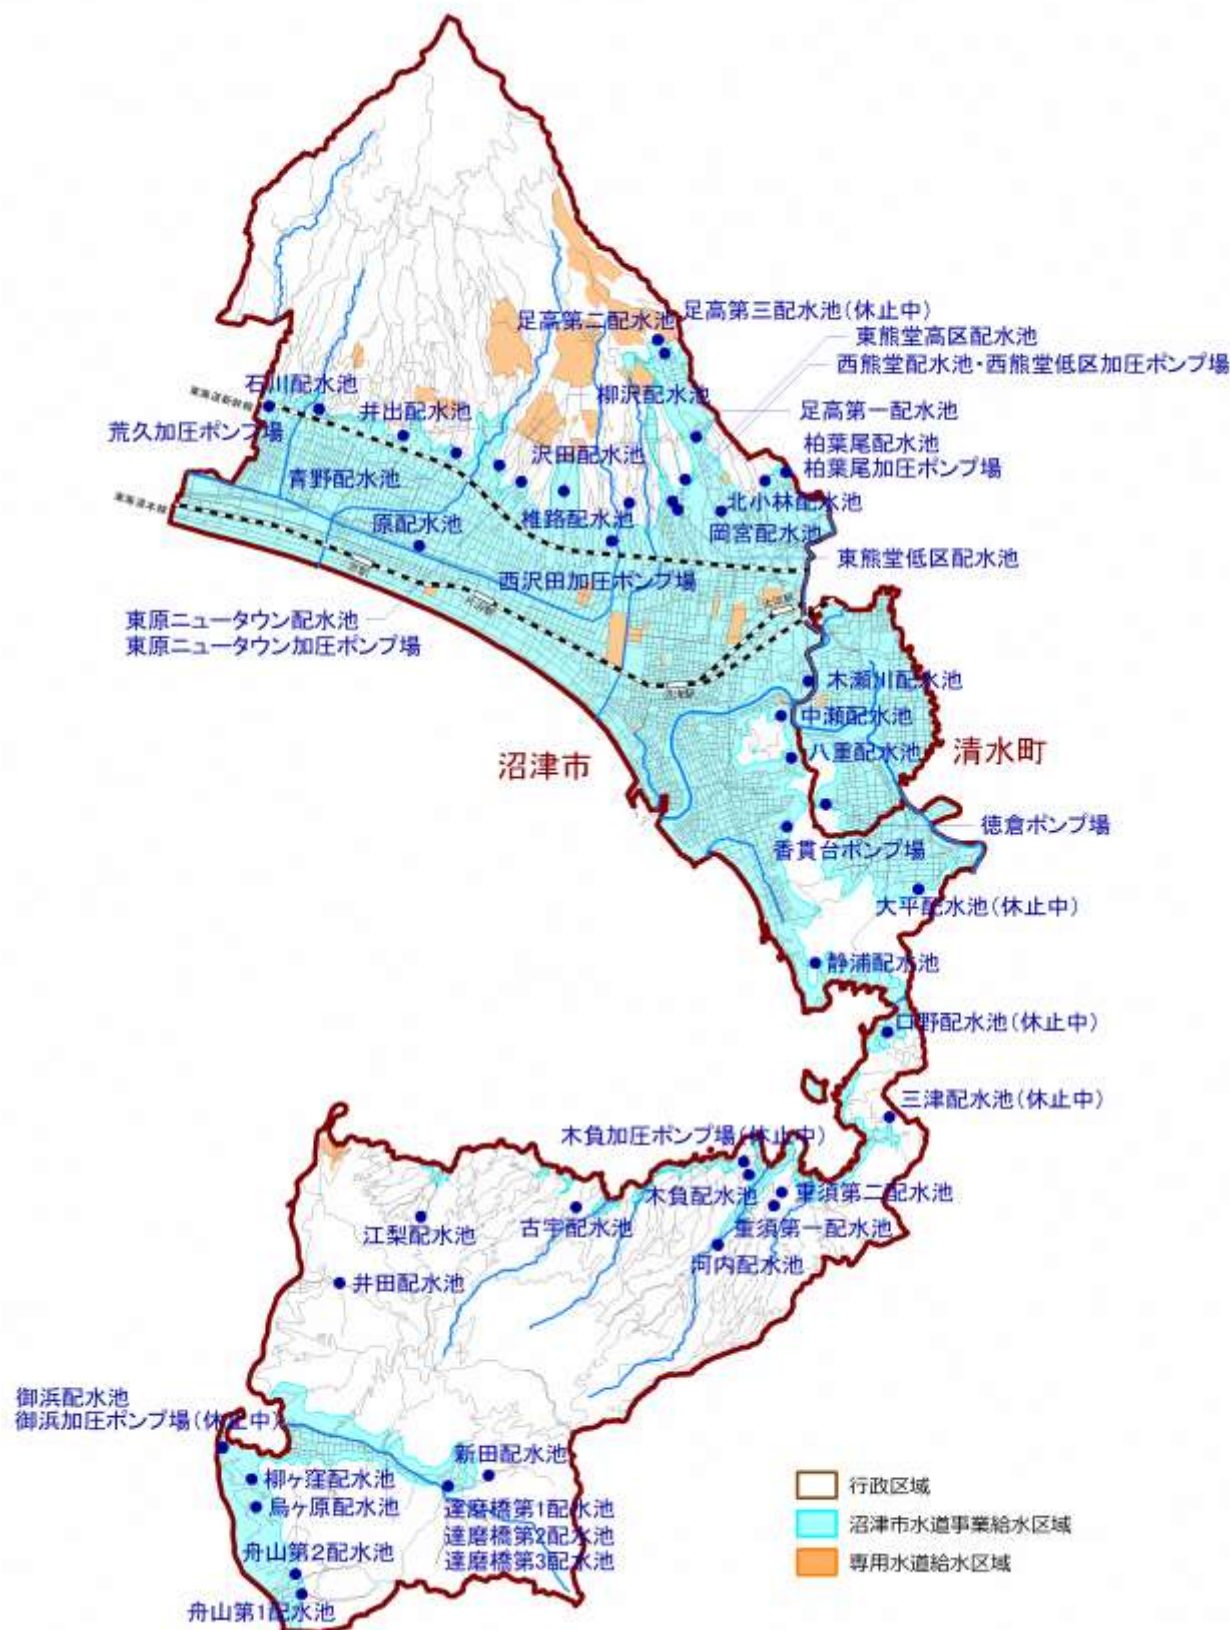 足高第三配水池(休止中)
足高第二配水池
東熊堂高区配水池
西熊堂配水池・西熊堂低区加圧ポンプ場
石川配水池
柳沢配水池
東海道新幹線
井出配水池
足高第一配水池
荒久加圧ポンプ場
柏葉尾配水池
柏葉尾加圧ポンプ場
沢田配水池
青野配水池
東海道本線
北小林配水池
原配水池
椎路配水池
岡宮配水池
東熊堂低区配水池
西沢田加圧ポンプ場
東原ニュータウン配水池
東原ニュータウン加圧ポンプ場
木瀬川配水池
中瀬配水池
八重配水池
沼津市
清水町
徳倉ポンプ場
香貫台ポンプ場
大平配水池(休止中)
静浦配水池
口野配水池(休止中)
三津配水池(休止中)
木負加圧ポンプ場(休止中)
木負配水池
重須第二配水池
重須第一配水池
江梨配水池
古宇配水池
河内配水池
井田配水池
御浜配水池
御浜加圧ポンプ場(休止中)
新田配水池
柳ヶ窪配水池
烏ヶ原配水池
達磨橋第1配水池
達磨橋第2配水池
達磨橋第3配水池
舟山第2配水池
舟山第1配水池
行政区域
沼津市水道事業給水区域
専用水道給水区域